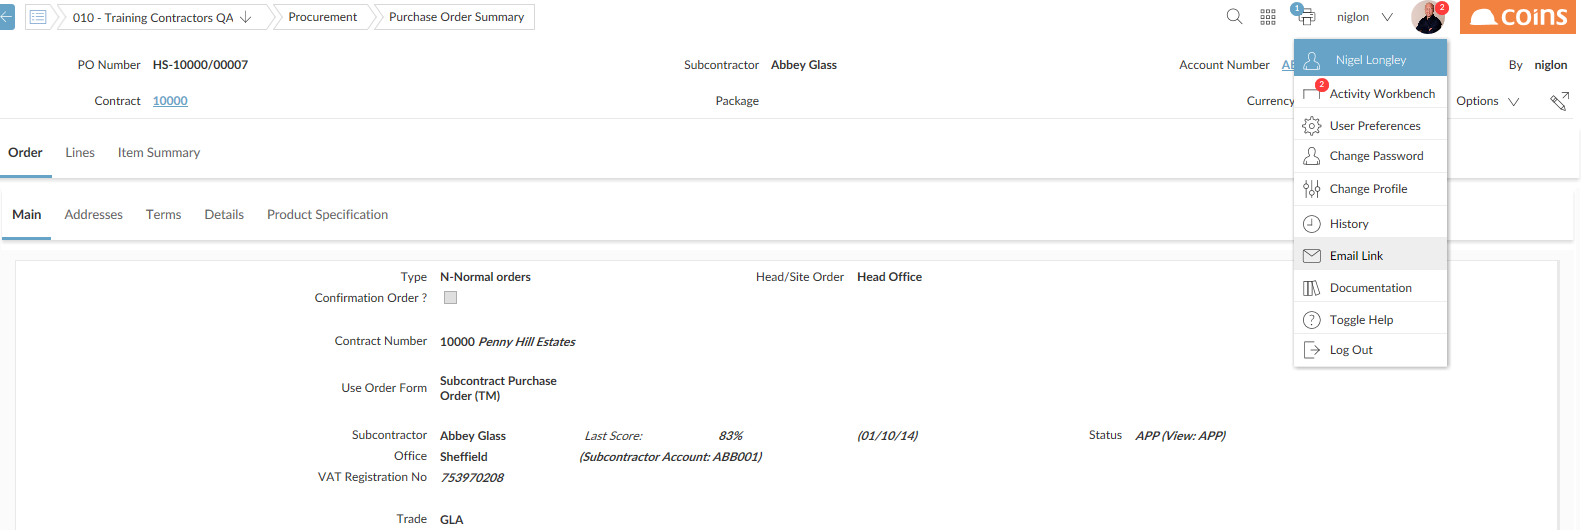 010 - Training Contractors QA Procurement Purchase Order Summary 1 niglon 2 coins
PO Number HS-10000/00007 Subcontractor Abbey Glass Account Number By niglon
Contract 10000 Package Currency Options
Nigel Longley
2 Activity Workbench
User Preferences
Change Password
Change Profile
History
Email Link
Documentation
Toggle Help
Log Out
Order Lines Item Summary
Main Addresses Terms Details Product Specification
Type N-Normal orders Head/Site Order Head Office
Confirmation Order ?
Contract Number 10000 Penny Hill Estates
Use Order Form Subcontract Purchase
Order (TM)
Subcontractor Abbey Glass Last Score: 83% (01/10/14) Status APP (View: APP)
Office Sheffield (Subcontractor Account: ABB001)
VAT Registration No 753970208
Trade GLA